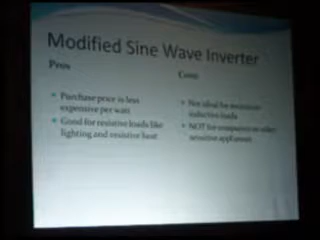 Modified Sine Wave Inverter
Pros
Purchase price is less
expensive per watt
Good for resistive loads like
lighting and resistive heat
Cons
Not ideal for
inductive loads
NOT for computers or other
sensitive appliances